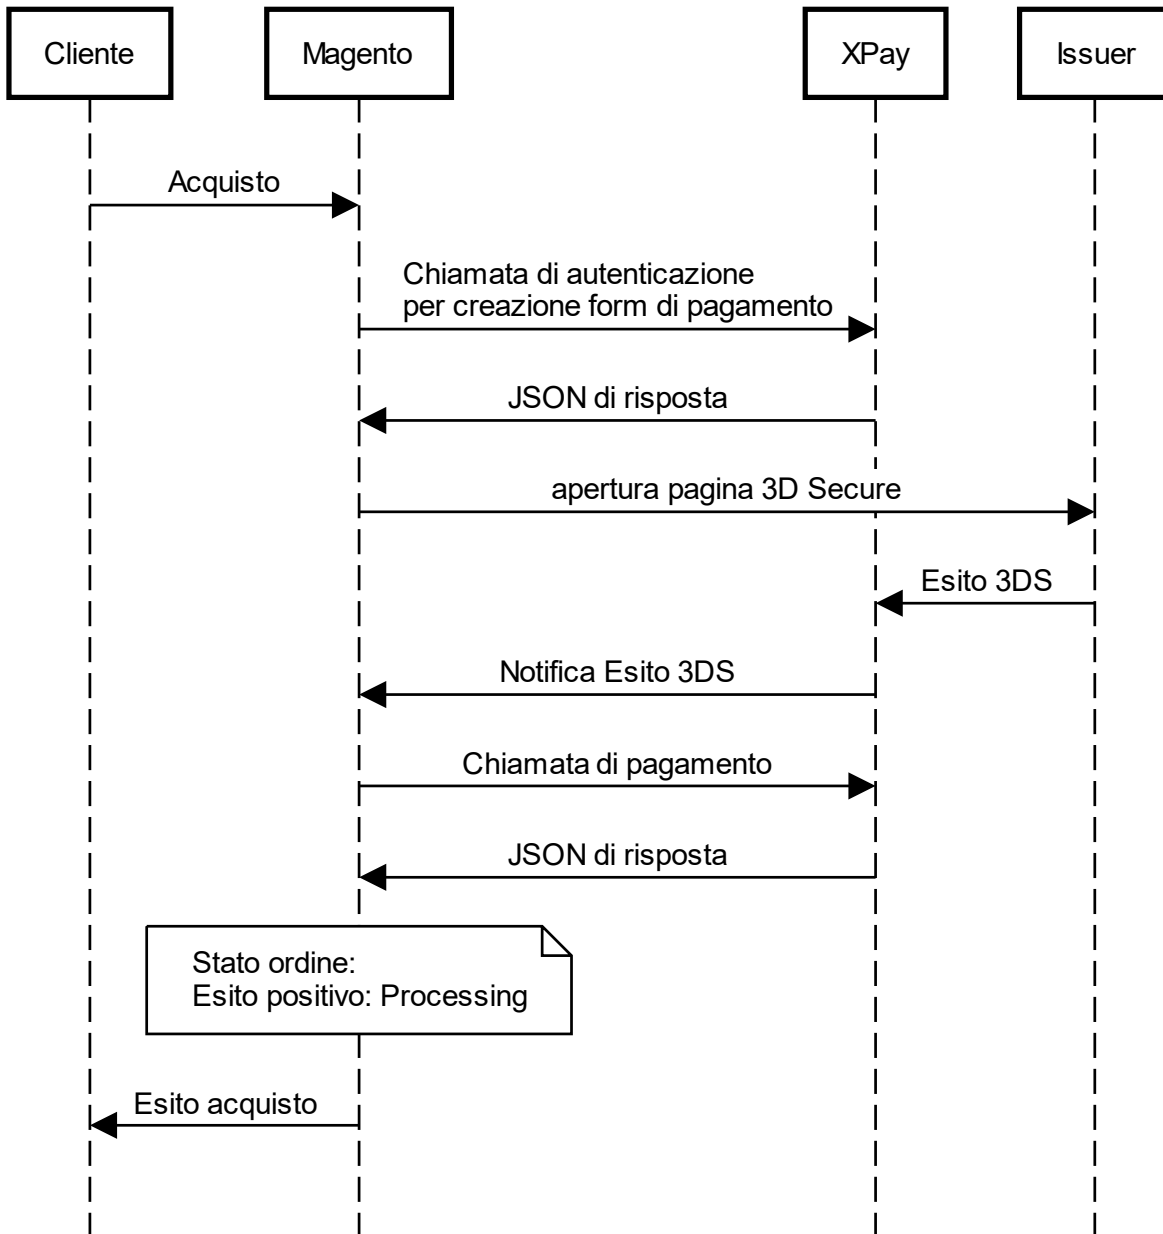 Cliente
Magento
XPay
Issuer
Acquisto
Chiamata di autenticazione
per creazione form di pagamento
JSON di risposta
apertura pagina 3D Secure
Esito 3DS
Notifica Esito 3DS
Chiamata di pagamento
JSON di risposta
Stato ordine:
Esito positivo: Processing
Esito acquisto